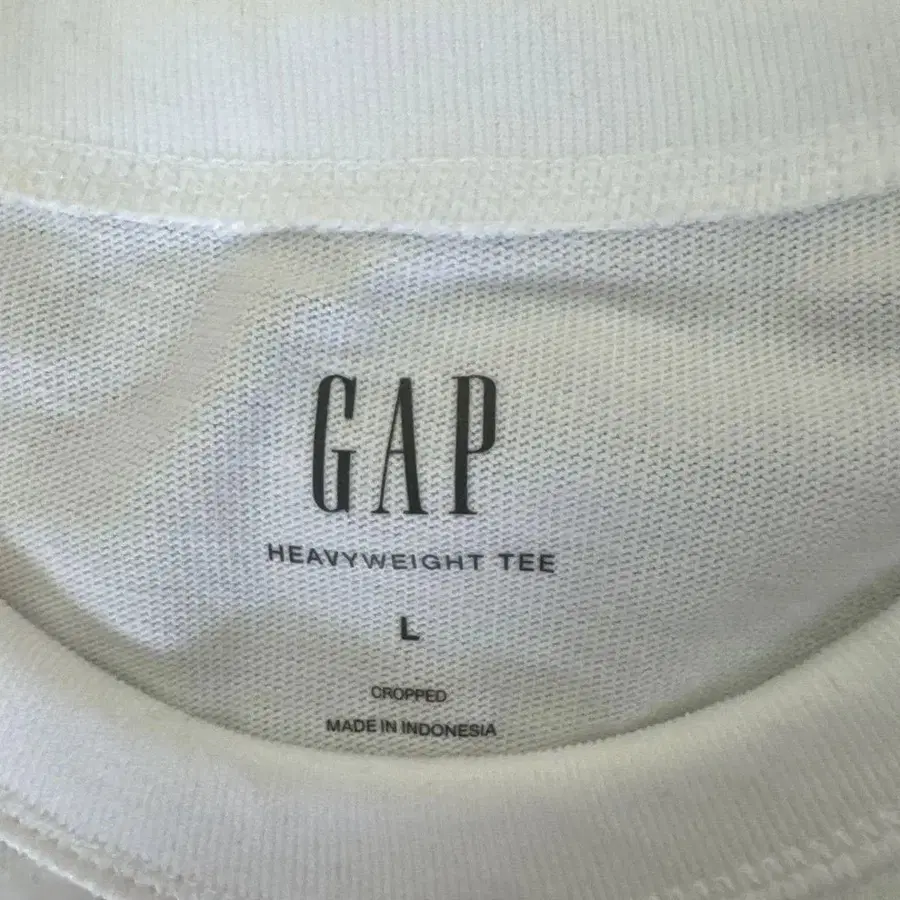 GAP
HEAVYWEIGHT TEE
L
CROPPED
MADE IN INDONESIA